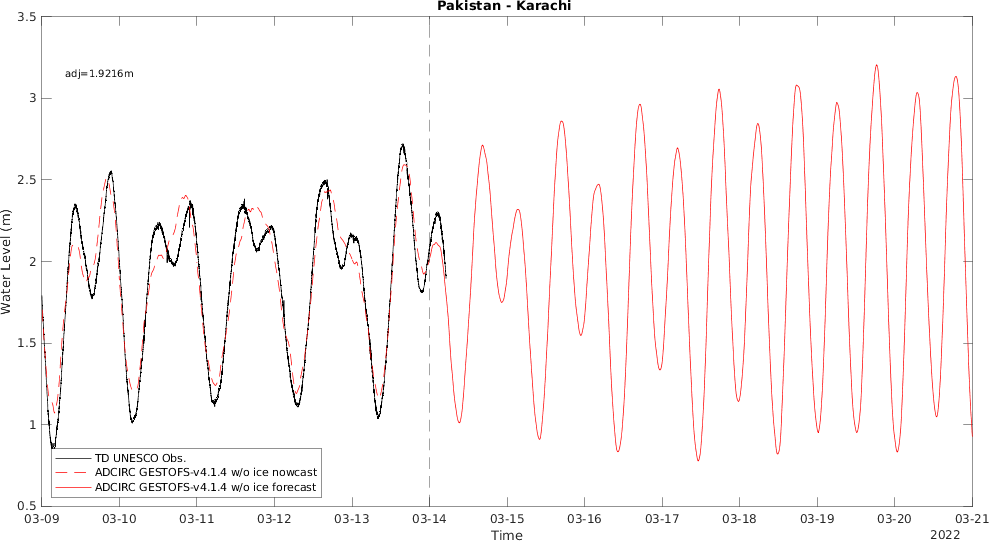 Pakistan - Karachi
3.5
adj=1.9216m
3
2.5
2
1.5
1
0.5
Water Level (m)
TD UNESCO Obs.
ADCIRC GESTOFS-v4.1.4 w/o ice nowcast
ADCIRC GESTOFS-v4.1.4 w/o ice forecast
03-09 03-10 03-11 03-12 03-13 03-14 03-15 03-16 03-17 03-18 03-19 03-20 03-21
Time
2022